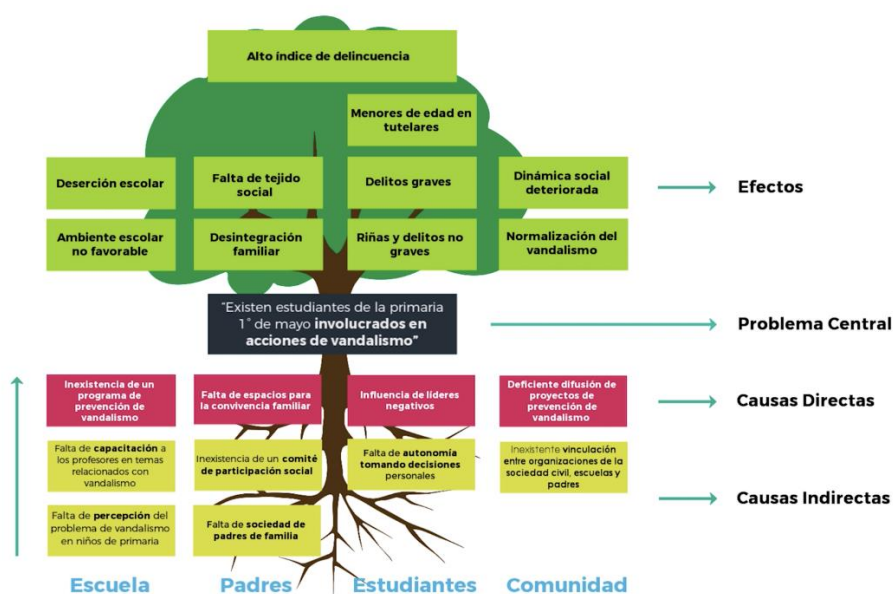 Alto índice de delincuencia
Menores de edad en
tutelares
Deserción escolar
Falta de tejido
social
Delitos graves
Dinámica social
deteriorada
Efectos
Ambiente escolar
no favorable
Desintegración
familiar
Riñas y delitos no
graves
Normalización del
vandalismo
"Existen estudiantes de la primaria
1° de mayo involucrados en
acciones de vandalismo"
Problema Central
Inexistencia de un
programa de
prevención de
vandalismo
Falta de espacios para
la convivencia familiar
Influencia de líderes
negativos
Deficiente difusión de
proyectos de
prevención de
vandalismo
Causas Directas
Falta de capacitación a
los profesores en temas
relacionados con
vandalismo
Inexistencia de un comité
de participación social
Falta de autonomía
tomando decisiones
personales
Inexistente vinculación
entre organizaciones de la
sociedad civil, escuelas y
padres
Causas Indirectas
Falta de percepción del
problema de vandalismo
en niños de primaria
Falta de sociedad de
padres de familia
Escuela
Padres
Estudiantes
Comunidad